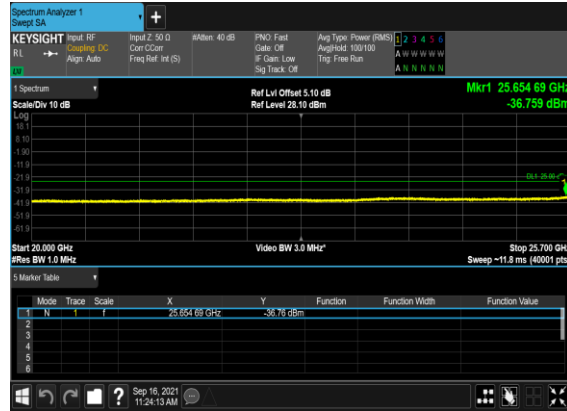 Spectrum Analyzer 1
Swept SA
+
KEYSIGHT Input: RF Input Z: 50 Ω #Atten: 40 dB PNO: Fast Avg Type: Power (RMS) 1 2 3 4 5 6
RL Coupling: DC Corr CCorr Gate: Off Avg|Hold: 100/100 A W W W W W
Align: Auto Freq Ref: Int (S) IF Gain: Low Trig: Free Run
LXI Sig Track: Off A N N N N N
1 Spectrum Ref Lvl Offset 5.10 dB Mkr1 25.654 69 GHz
Scale/Div 10 dB Ref Level 28.10 dBm -36.759 dBm
Log
18.1
8.10
-1.90
-11.9
-21.9 DL1 -25.00
-31.9
-41.9
-51.9
-61.9
Start 20.000 GHz Video BW 3.0 MHz* Stop 25.700 GHz
#Res BW 1.0 MHz Sweep ~11.8 ms (40001 pts)
5 Marker Table
Mode Trace Scale X Y Function Function Width Function Value
1 N 1 f 25.654 69 GHz -36.76 dBm
2
3
4
5
6
? Sep 16, 2021
11:24:13 AM